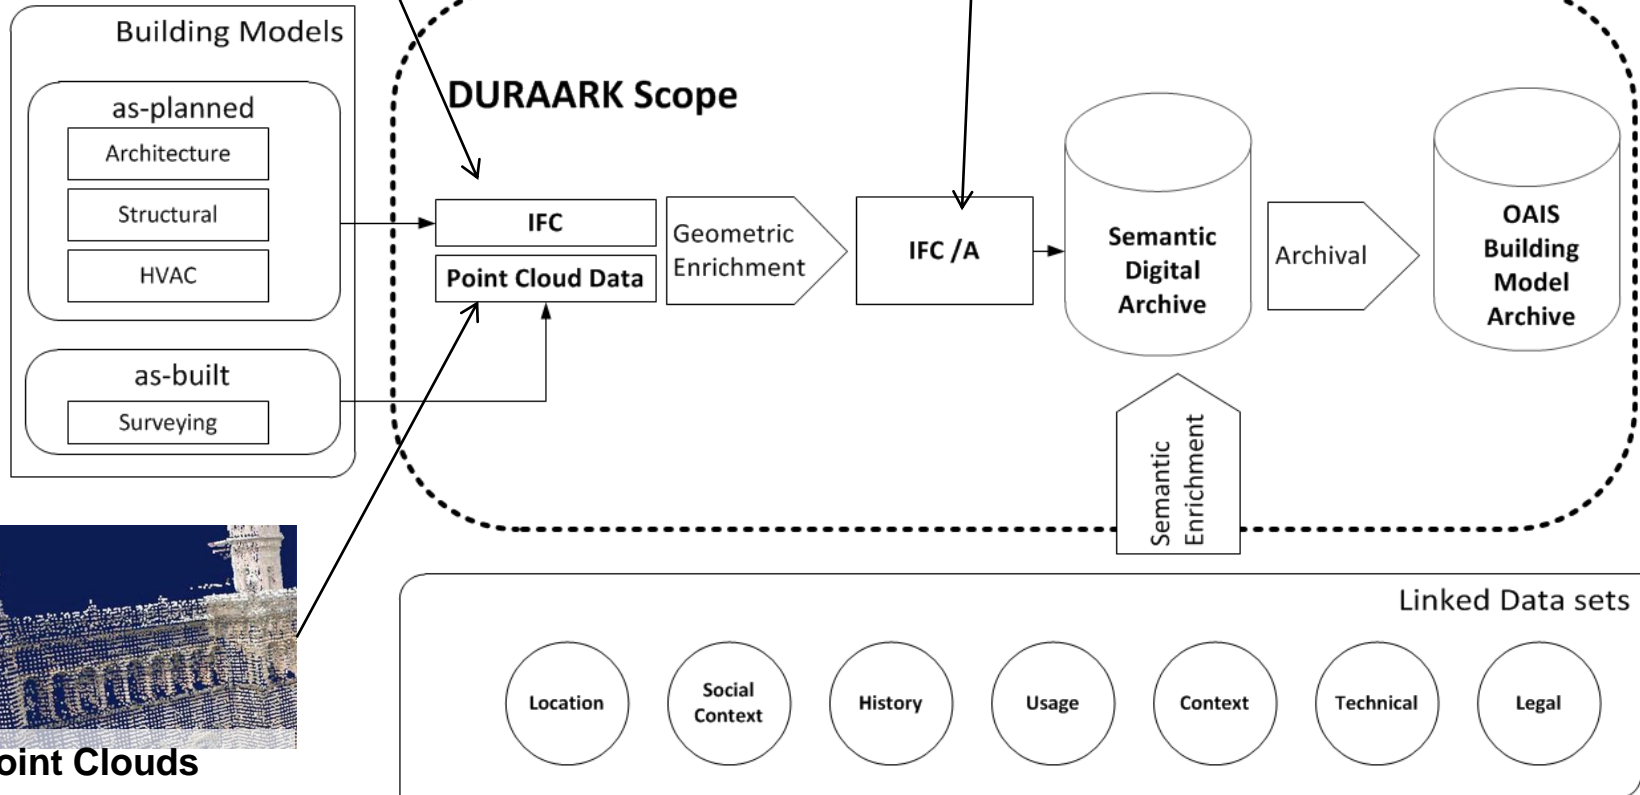 Building Models
as-planned
Architecture
Structural
HVAC
as-built
Surveying
DURAARK Scope
IFC
Point Cloud Data
Geometric
Enrichment
IFC /A
Semantic
Digital
Archive
Archival
OAIS
Building
Model
Archive
Semantic
Enrichment
oint Clouds
Linked Data sets
Location
Social
Context
History
Usage
Context
Technical
Legal